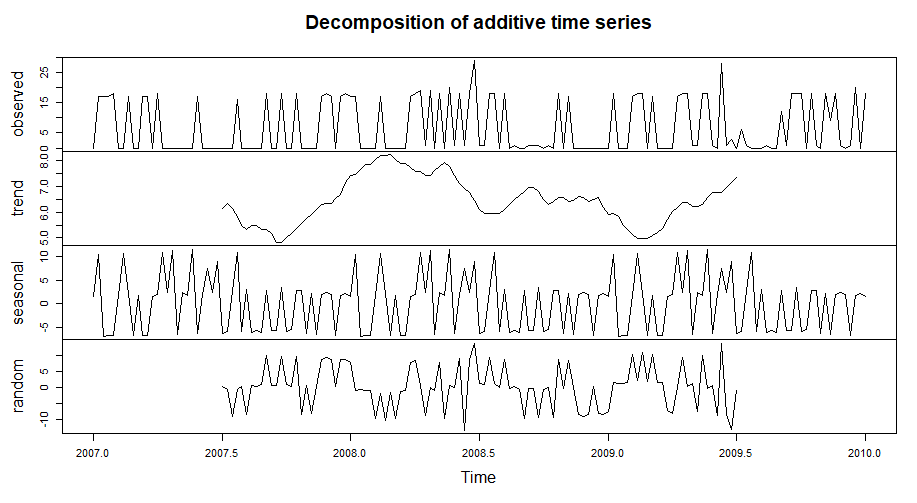 Decomposition of additive time series
observed
0 5 15 25
trend
5.0 6.0 7.0 8.0
seasonal
-5 0 5 10
random
-10 0 5
2007.0 2007.5 2008.0 2008.5 2009.0 2009.5 2010.0
Time